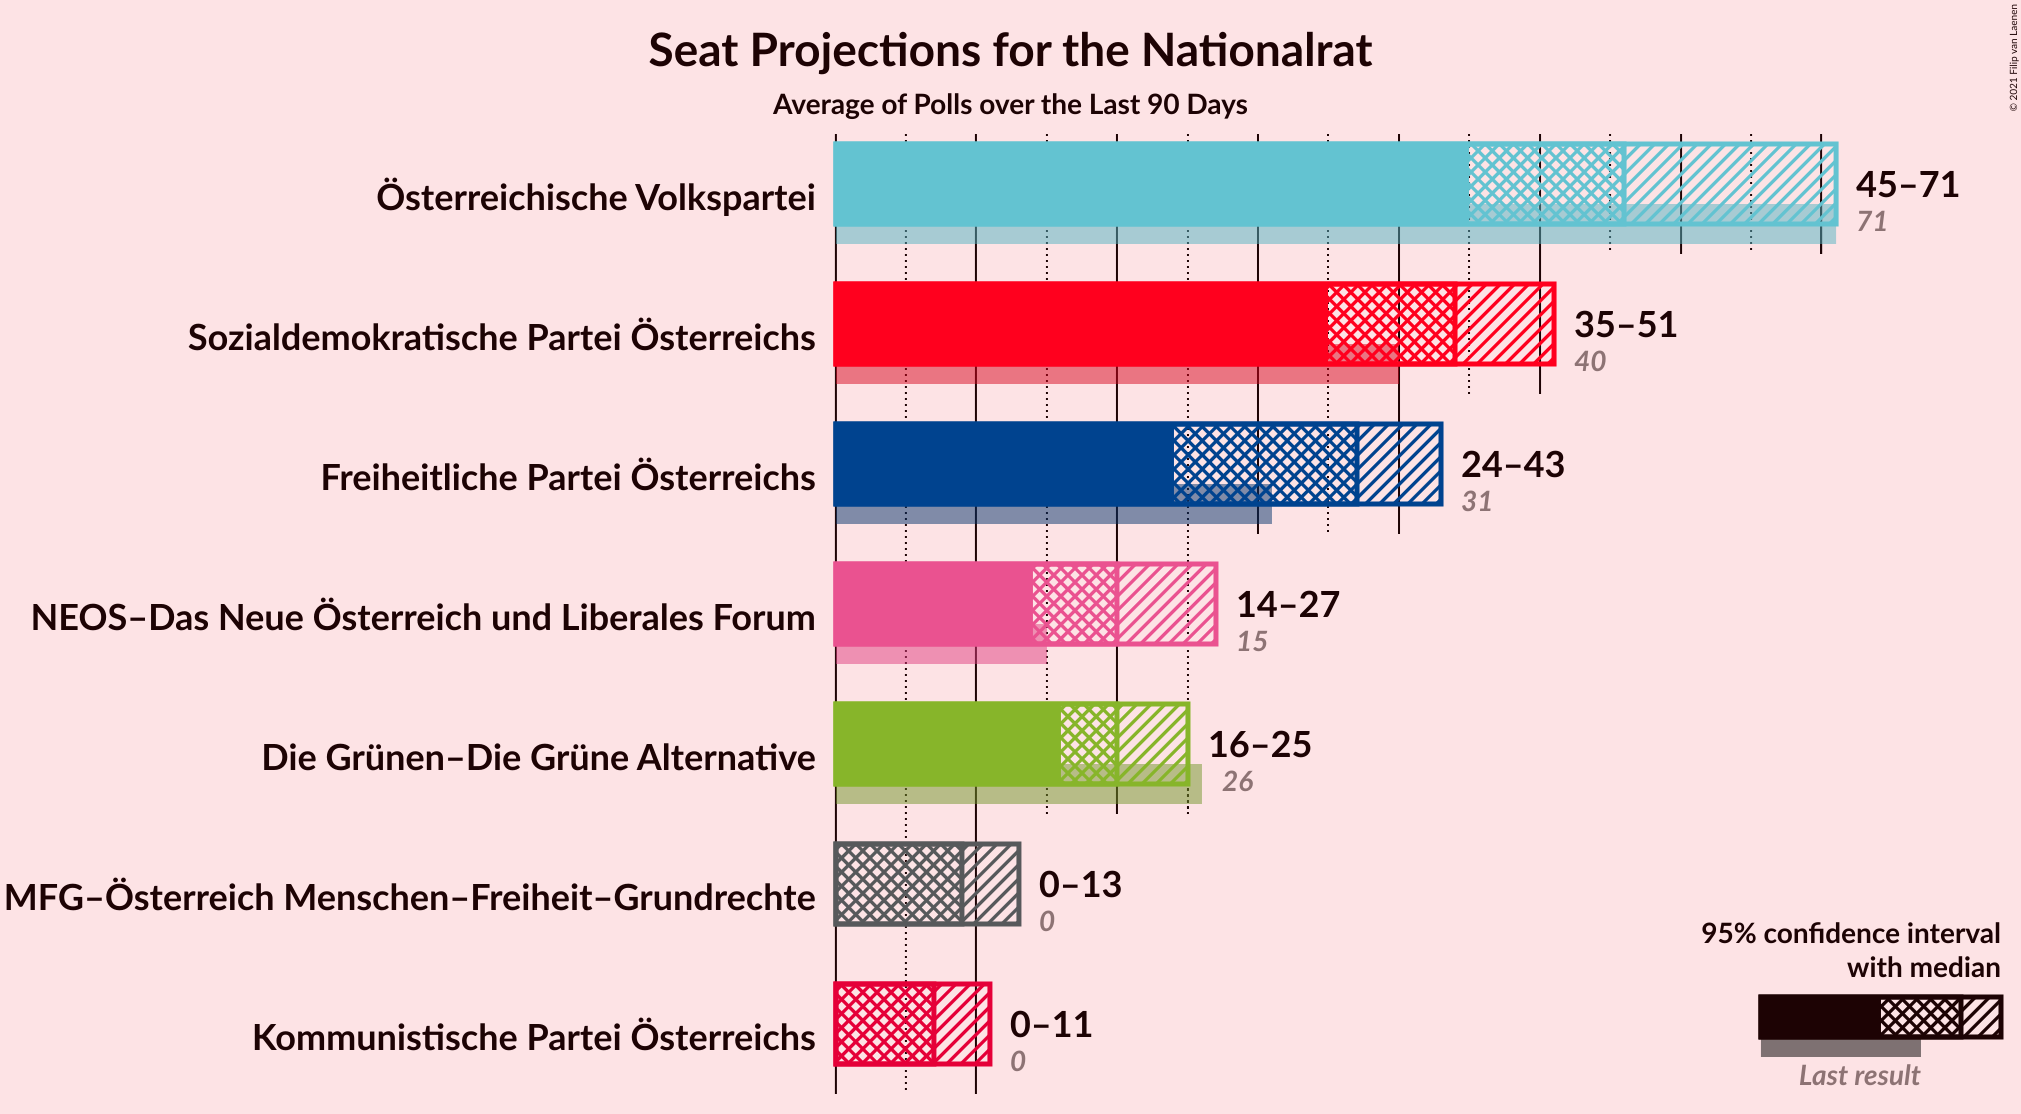 Seat Projections for the Nationalrat
Average of Polls over the Last 90 Days
© 2021 Filip van Laenen
Österreichische Volkspartei
45–71
71
Sozialdemokratische Partei Österreichs
35–51
40
Freiheitliche Partei Österreichs
24–43
31
NEOS–Das Neue Österreich und Liberales Forum
14–27
15
Die Grünen–Die Grüne Alternative
16–25
26
MFG–Österreich Menschen–Freiheit–Grundrechte
0–13
0
Kommunistische Partei Österreichs
0–11
0
95% confidence interval
with median
Last result